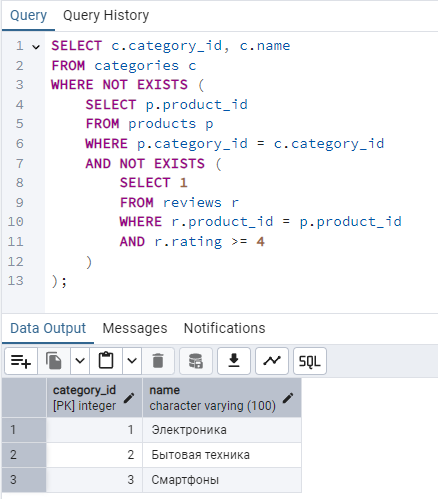 Query Query History
1 SELECT c.category_id, c.name
2 FROM categories c
3 WHERE NOT EXISTS (
4 SELECT p.product_id
5 FROM products p
6 WHERE p.category_id = c.category_id
7 AND NOT EXISTS (
8 SELECT 1
9 FROM reviews r
10 WHERE r.product_id = p.product_id
11 AND r.rating >= 4
12 )
13 );
Data Output Messages Notifications
SQL
category_id name
[PK] integer character varying (100)
1 1 Электроника
2 2 Бытовая техника
3 3 Смартфоны